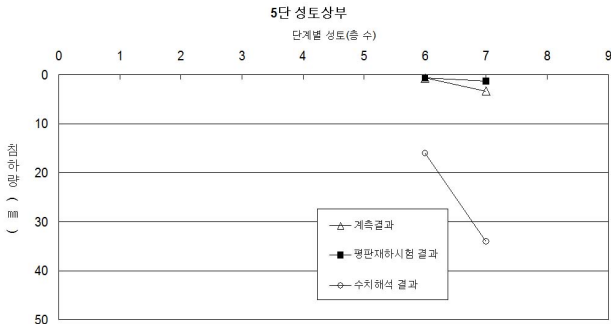 5단 성토상부
단계별 성토(층 수)
0 1 2 3 4 5 6 7 8 9
0
10
20
30
40
50
침하량 ( ㎜ )
계측결과
평판재하시험 결과
수치해석 결과